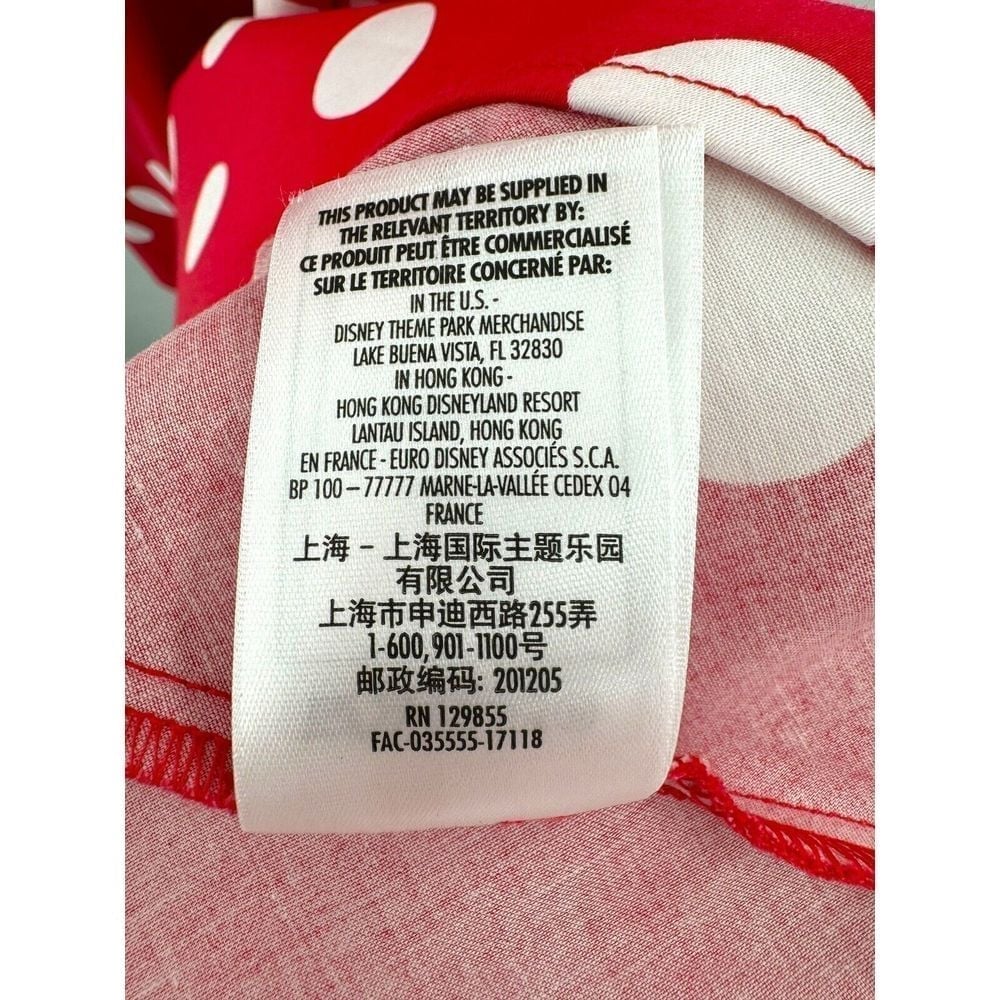 THIS PRODUCT MAY BE SUPPLIED IN
THE RELEVANT TERRITORY BY:
CE PRODUIT PEUT ÊTRE COMMERCIALISÉ
SUR LE TERRITOIRE CONCERNÉ PAR:
IN THE U.S. -
DISNEY THEME PARK MERCHANDISE
LAKE BUENA VISTA, FL 32830
IN HONG KONG -
HONG KONG DISNEYLAND RESORT
LANTAU ISLAND, HONG KONG
EN FRANCE - EURO DISNEY ASSOCIÉS S.C.A.
BP 100 – 77777 MARNE-LA-VALLÉE CEDEX 04
FRANCE
上海 - 上海国际主题乐园
有限公司
上海市申迪西路255弄
1-600, 901-1100号
邮政编码: 201205
RN 129855
FAC-035555-17118